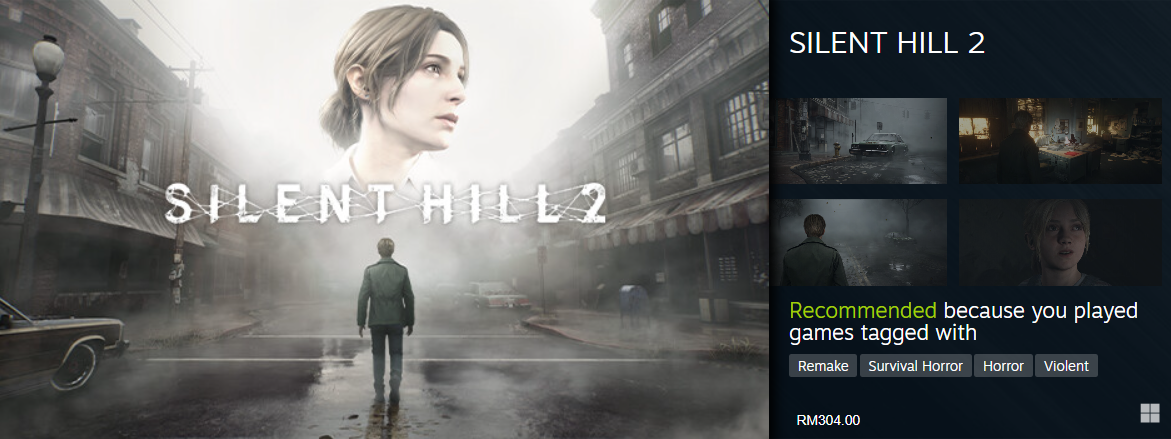 SILENT HILL 2
SILENT HILL 2
Recommended because you played
games tagged with
Remake
Survival Horror
Horror
Violent
RM304.00